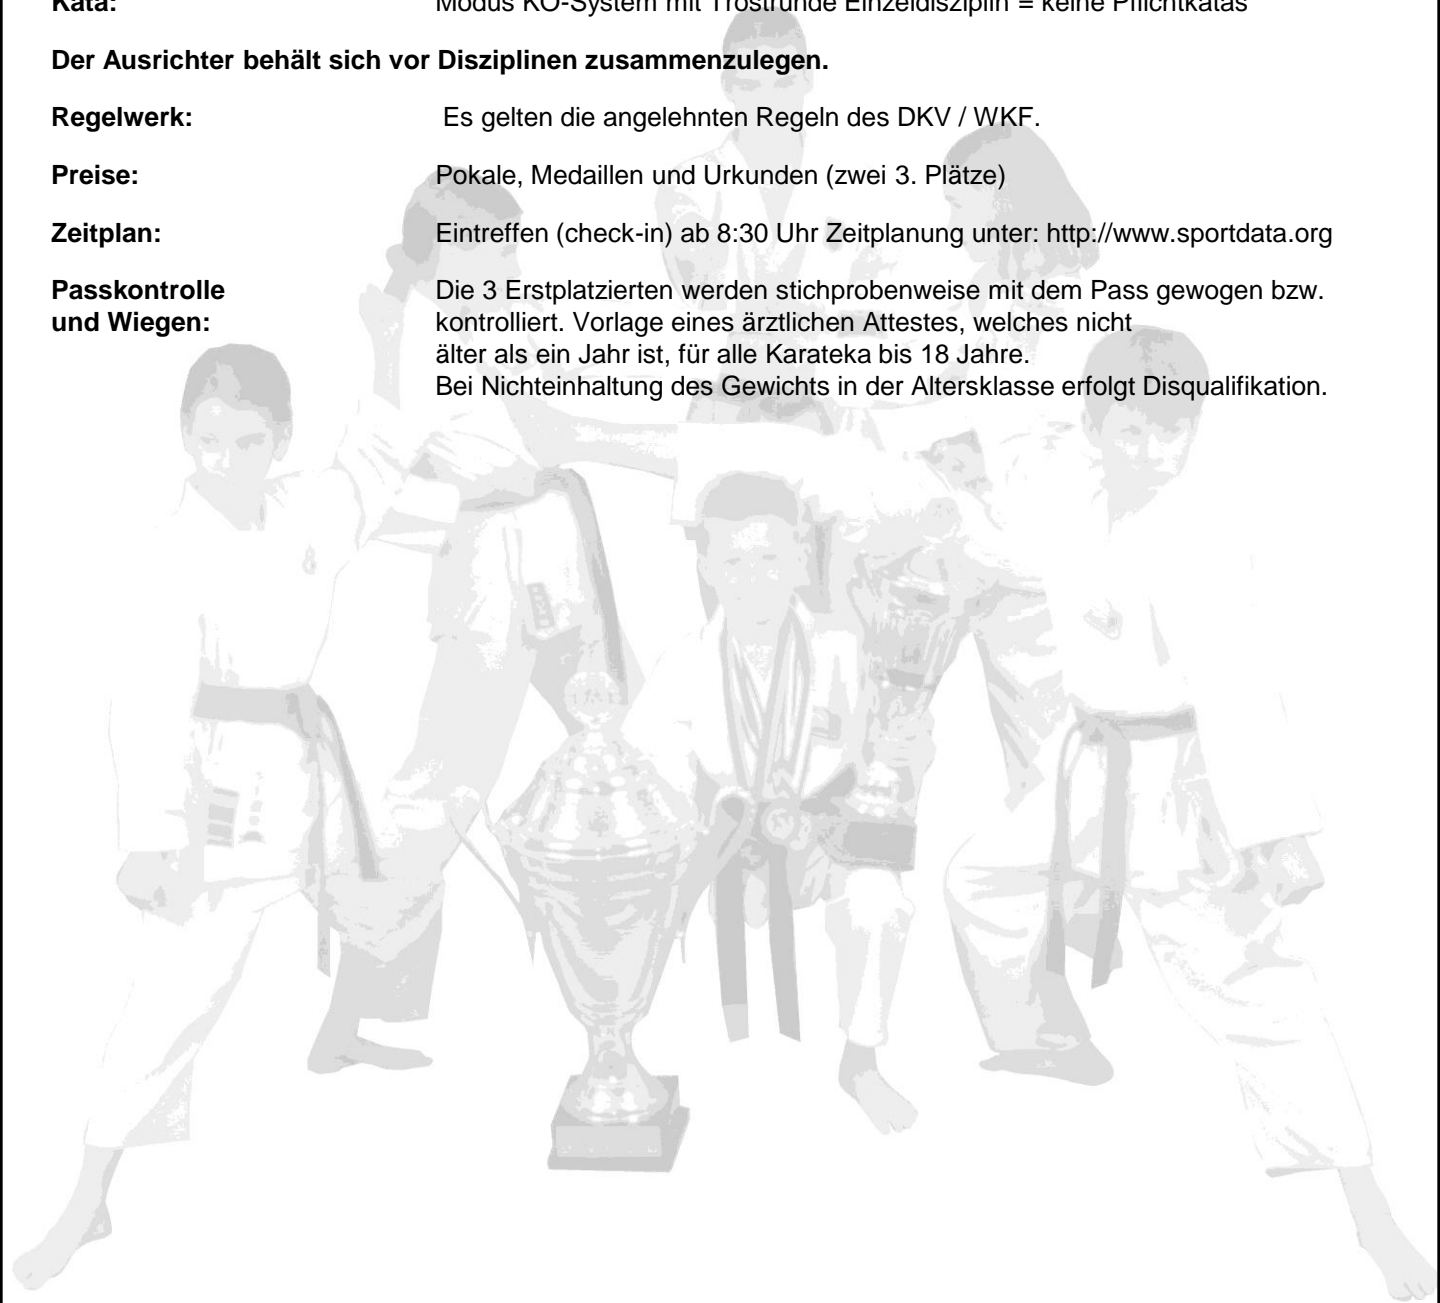 Kata: Modus KO-System mit Trostrunde Einzeldisziplin = keine Pflichtkatas
Der Ausrichter behält sich vor Disziplinen zusammenzulegen.
Regelwerk: Es gelten die angelehnten Regeln des DKV / WKF.
Preise: Pokale, Medaillen und Urkunden (zwei 3. Plätze)
Zeitplan: Eintreffen (check-in) ab 8:30 Uhr Zeitplanung unter: http://www.sportdata.org
Passkontrolle Die 3 Erstplatzierten werden stichprobenweise mit dem Pass gewogen bzw.
und Wiegen: kontrolliert. Vorlage eines ärztlichen Attestes, welches nicht
älter als ein Jahr ist, für alle Karateka bis 18 Jahre.
Bei Nichteinhaltung des Gewichts in der Altersklasse erfolgt Disqualifikation.